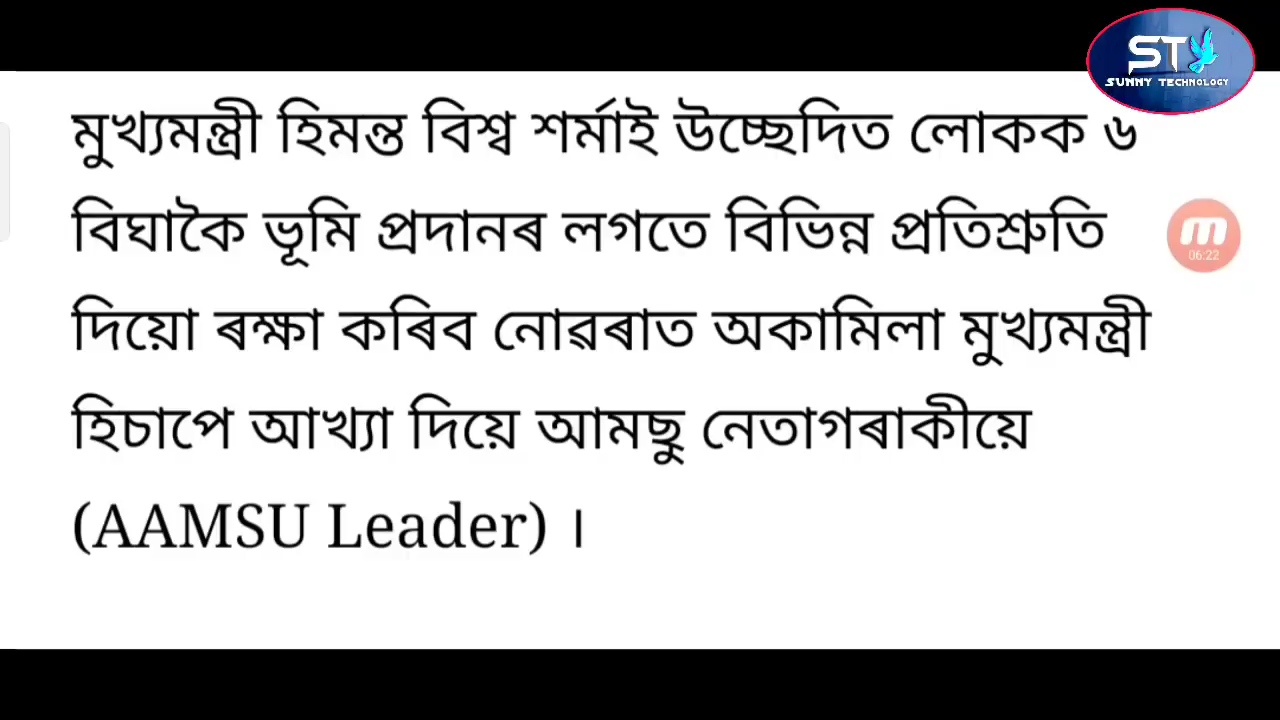 ST
SUNNY TECHNOLOGY
মুখ্যমন্ত্ৰী হিমন্ত বিশ্ব শৰ্মাই উচ্ছেদিত লোকক ৬
বিঘাকৈ ভূমি প্ৰদানৰ লগতে বিভিন্ন প্ৰতিশ্ৰুতি
দিয়ো ৰক্ষা কৰিব নোৱৰাত অকামিলা মুখ্যমন্ত্ৰী
হিচাপে আখ্যা দিয়ে আমছু নেতাগৰাকীয়ে
(AAMSU Leader) ।
m
06:22